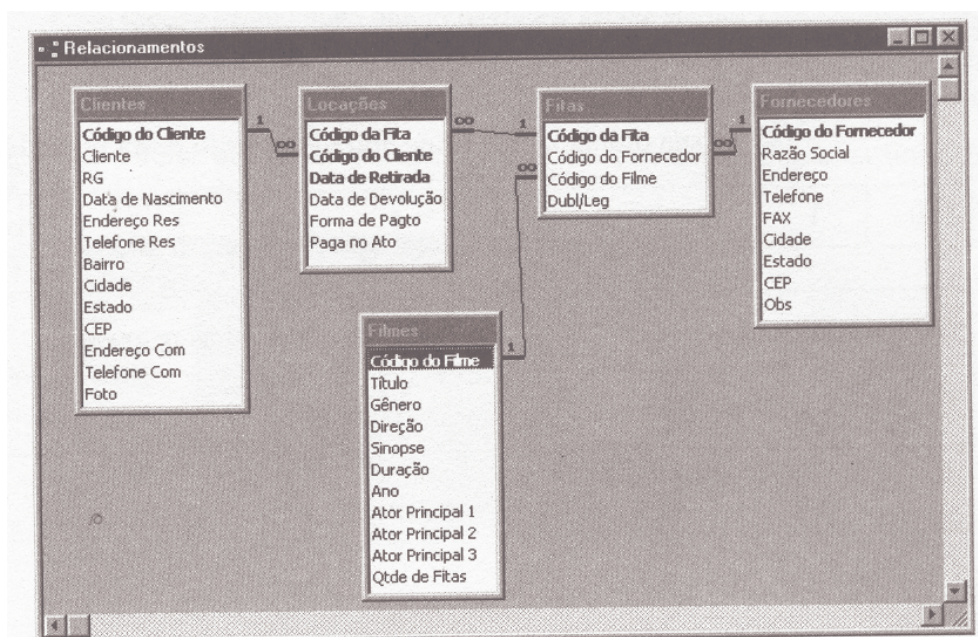 Relacionamentos
Clientes
Código do Cliente
Cliente
RG
Data de Nascimento
Endereço Res
Telefone Res
Bairro
Cidade
Estado
CEP
Endereço Com
Telefone Com
Foto
1
∞
Locações
Código da Fita
Código do Cliente
Data de Retirada
Data de Devolução
Forma de Pagto
Paga no Ato
∞
1
∞
Fitas
Código da Fita
Código do Fornecedor
Código do Filme
Dubl/Leg
1
∞
Fornecedores
Código do Fornecedor
Razão Social
Endereço
Telefone
FAX
Cidade
Estado
CEP
Obs
Filmes
Código do Filme
Título
Gênero
Direção
Sinopse
Duração
Ano
Ator Principal 1
Ator Principal 2
Ator Principal 3
Qtde de Fitas
1